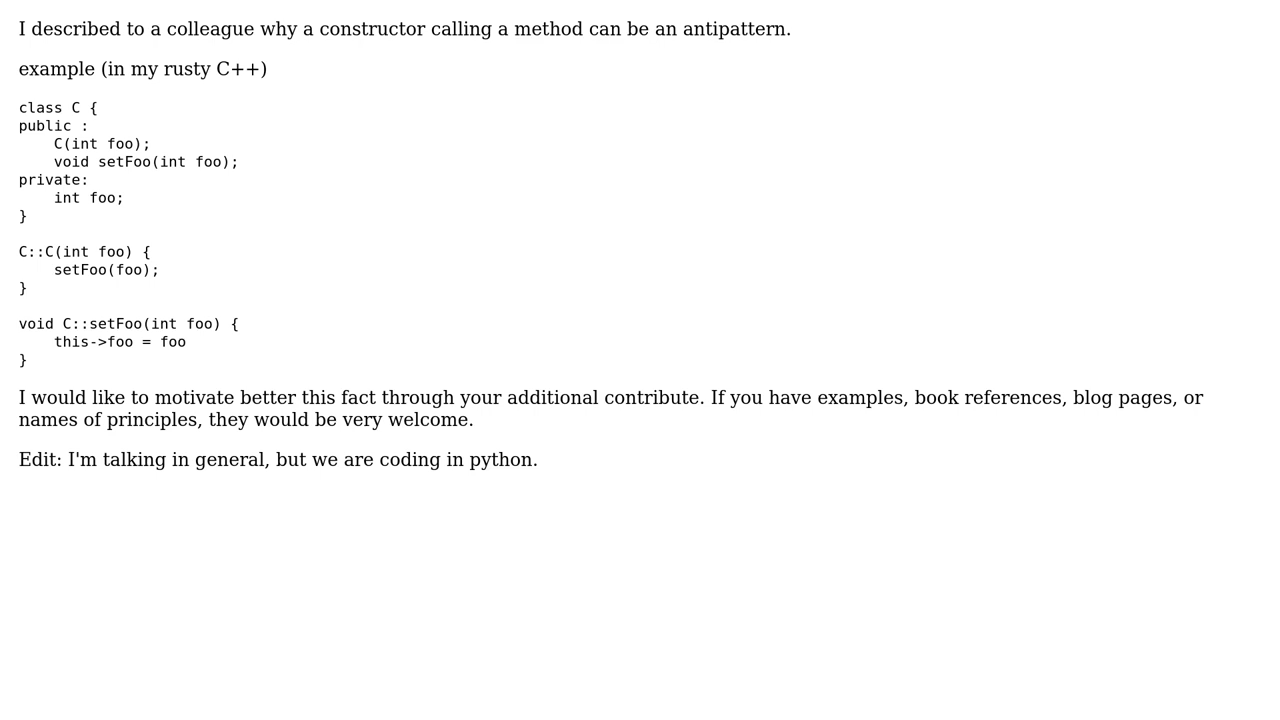 I described to a colleague why a constructor calling a method can be an antipattern.
example (in my rusty C++)
class C {
public :
    C(int foo);
    void setFoo(int foo);
private:
    int foo;
}
C::C(int foo) {
    setFoo(foo);
}
void C::setFoo(int foo) {
    this->foo = foo
}
I would like to motivate better this fact through your additional contribute. If you have examples, book references, blog pages, or
names of principles, they would be very welcome.
Edit: I'm talking in general, but we are coding in python.